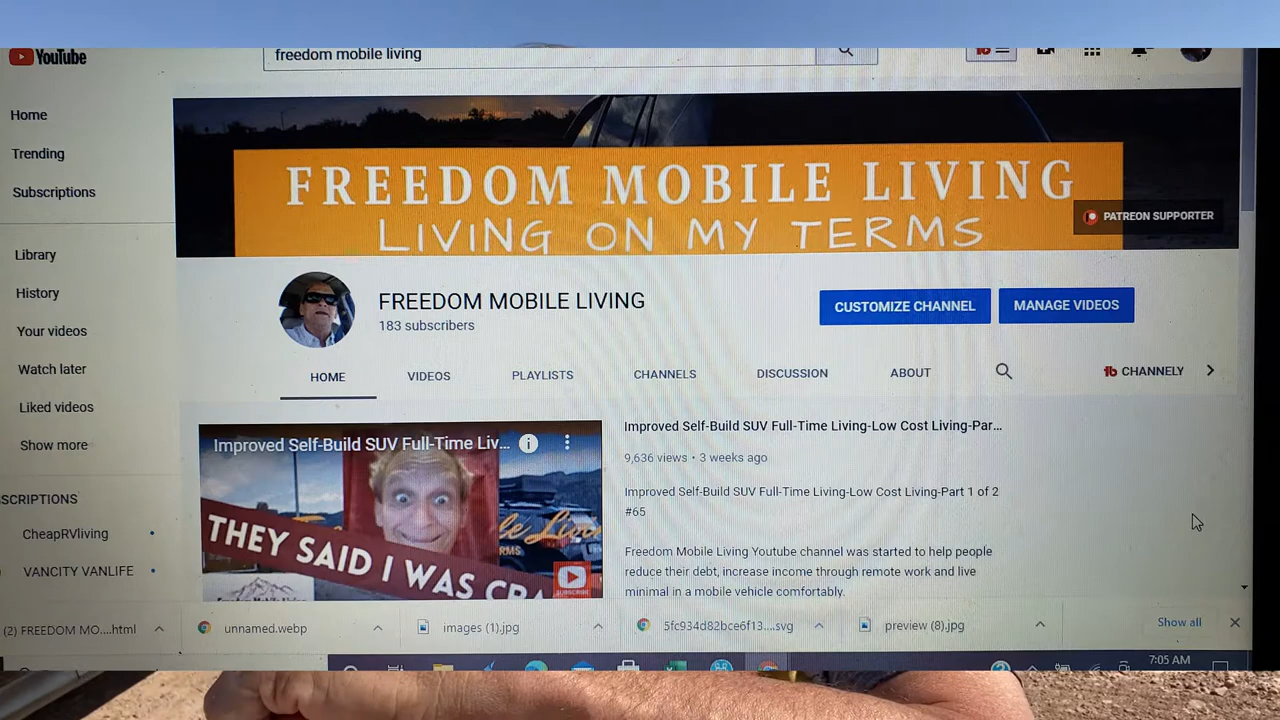 YouTube
freedom mobile living
Home
Trending
Subscriptions
Library
History
Your videos
Watch later
Liked videos
Show more
SCRIPTIONS
CheapRVliving
VANCITY VANLIFE
FREEDOM MOBILE LIVING
LIVING ON MY TERMS
PATREON SUPPORTER
FREEDOM MOBILE LIVING
183 subscribers
CUSTOMIZE CHANNEL
MANAGE VIDEOS
HOME
VIDEOS
PLAYLISTS
CHANNELS
DISCUSSION
ABOUT
tb CHANNELY
Improved Self-Build SUV Full-Time Liv...
THEY SAID I WAS CRA
SUBSCRIBE
Improved Self-Build SUV Full-Time Living-Low Cost Living-Par...
9,636 views • 3 weeks ago
Improved Self-Build SUV Full-Time Living-Low Cost Living-Part 1 of 2
#65
Freedom Mobile Living Youtube channel was started to help people
reduce their debt, increase income through remote work and live
minimal in a mobile vehicle comfortably.
(2) FREEDOM MO....html
unnamed.webp
images (1).jpg
5fc934d82bce6f13....svg
preview (8).jpg
Show all
7:05 AM